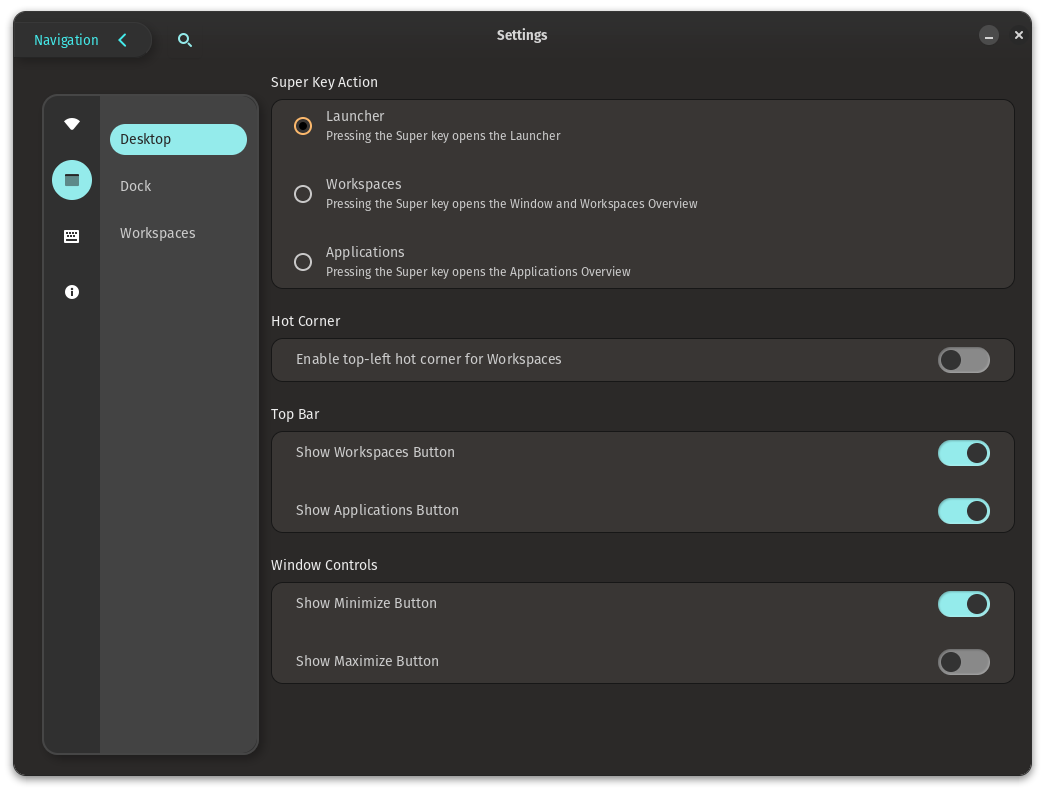 Navigation
Settings
Desktop
Dock
Workspaces
Super Key Action
Launcher
Pressing the Super key opens the Launcher
Workspaces
Pressing the Super key opens the Window and Workspaces Overview
Applications
Pressing the Super key opens the Applications Overview
Hot Corner
Enable top-left hot corner for Workspaces
Top Bar
Show Workspaces Button
Show Applications Button
Window Controls
Show Minimize Button
Show Maximize Button